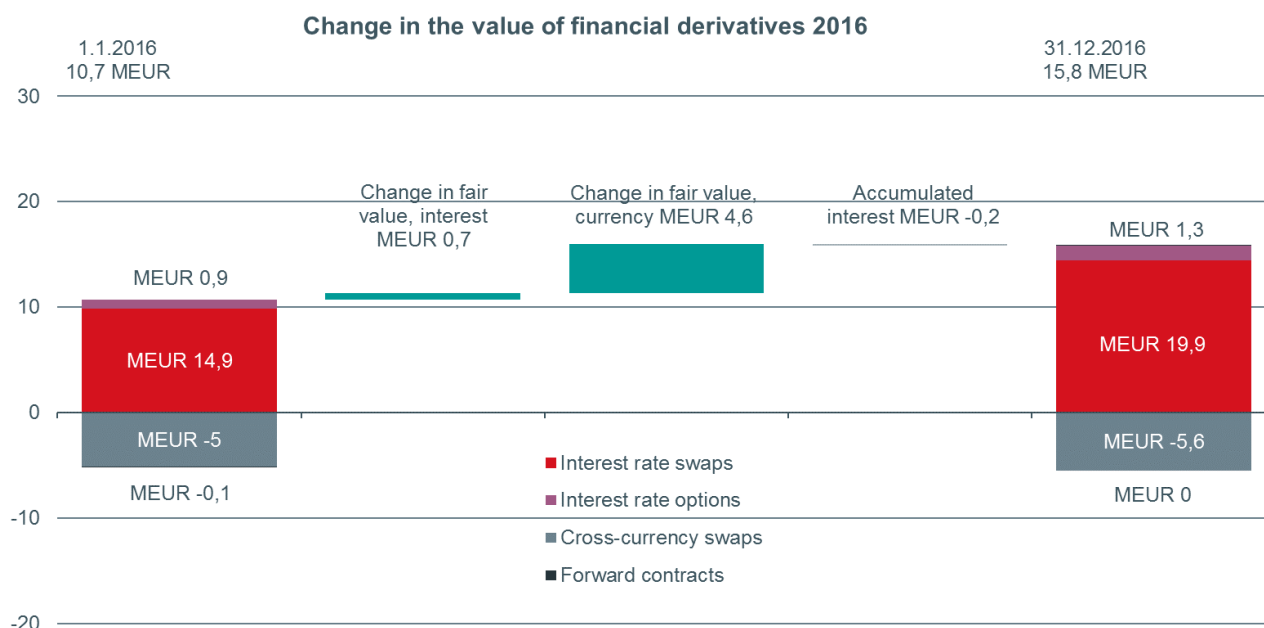 Change in the value of financial derivatives 2016
1.1.2016
10,7 MEUR
31.12.2016
15,8 MEUR
30
20
10
0
-10
-20
Change in fair
value, interest
MEUR 0,7
Change in fair value,
currency MEUR 4,6
Accumulated
interest MEUR -0,2
MEUR 0,9
MEUR 14,9
MEUR -5
MEUR -0,1
MEUR 1,3
MEUR 19,9
MEUR -5,6
MEUR 0
Interest rate swaps
Interest rate options
Cross-currency swaps
Forward contracts